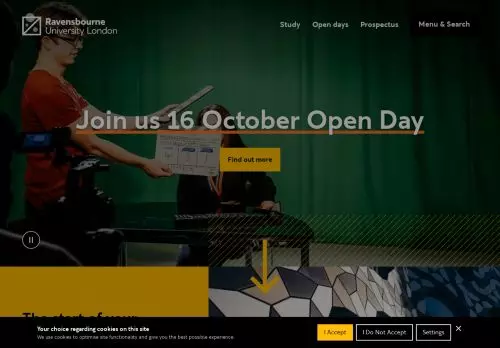 Ravensbourne
University London
Study
Open days
Prospectus
Menu & Search
Join us 16 October Open Day
Find out more
The start of your
Your choice regarding cookies on this site
We use cookies to optimise site functionality and give you the best possible experience
I Accept
I Do Not Accept
Settings